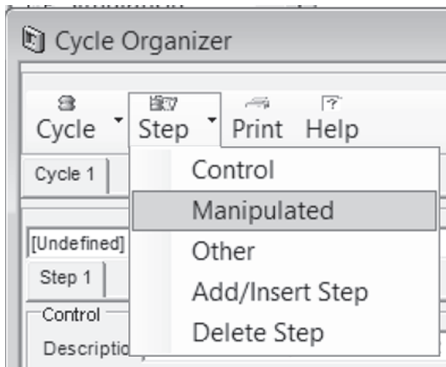 Cycle Organizer
Cycle Step Print Help
Control
Cycle 1
Manipulated
[Undefined]
Other
Step 1
Add/Insert Step
Control
Delete Step